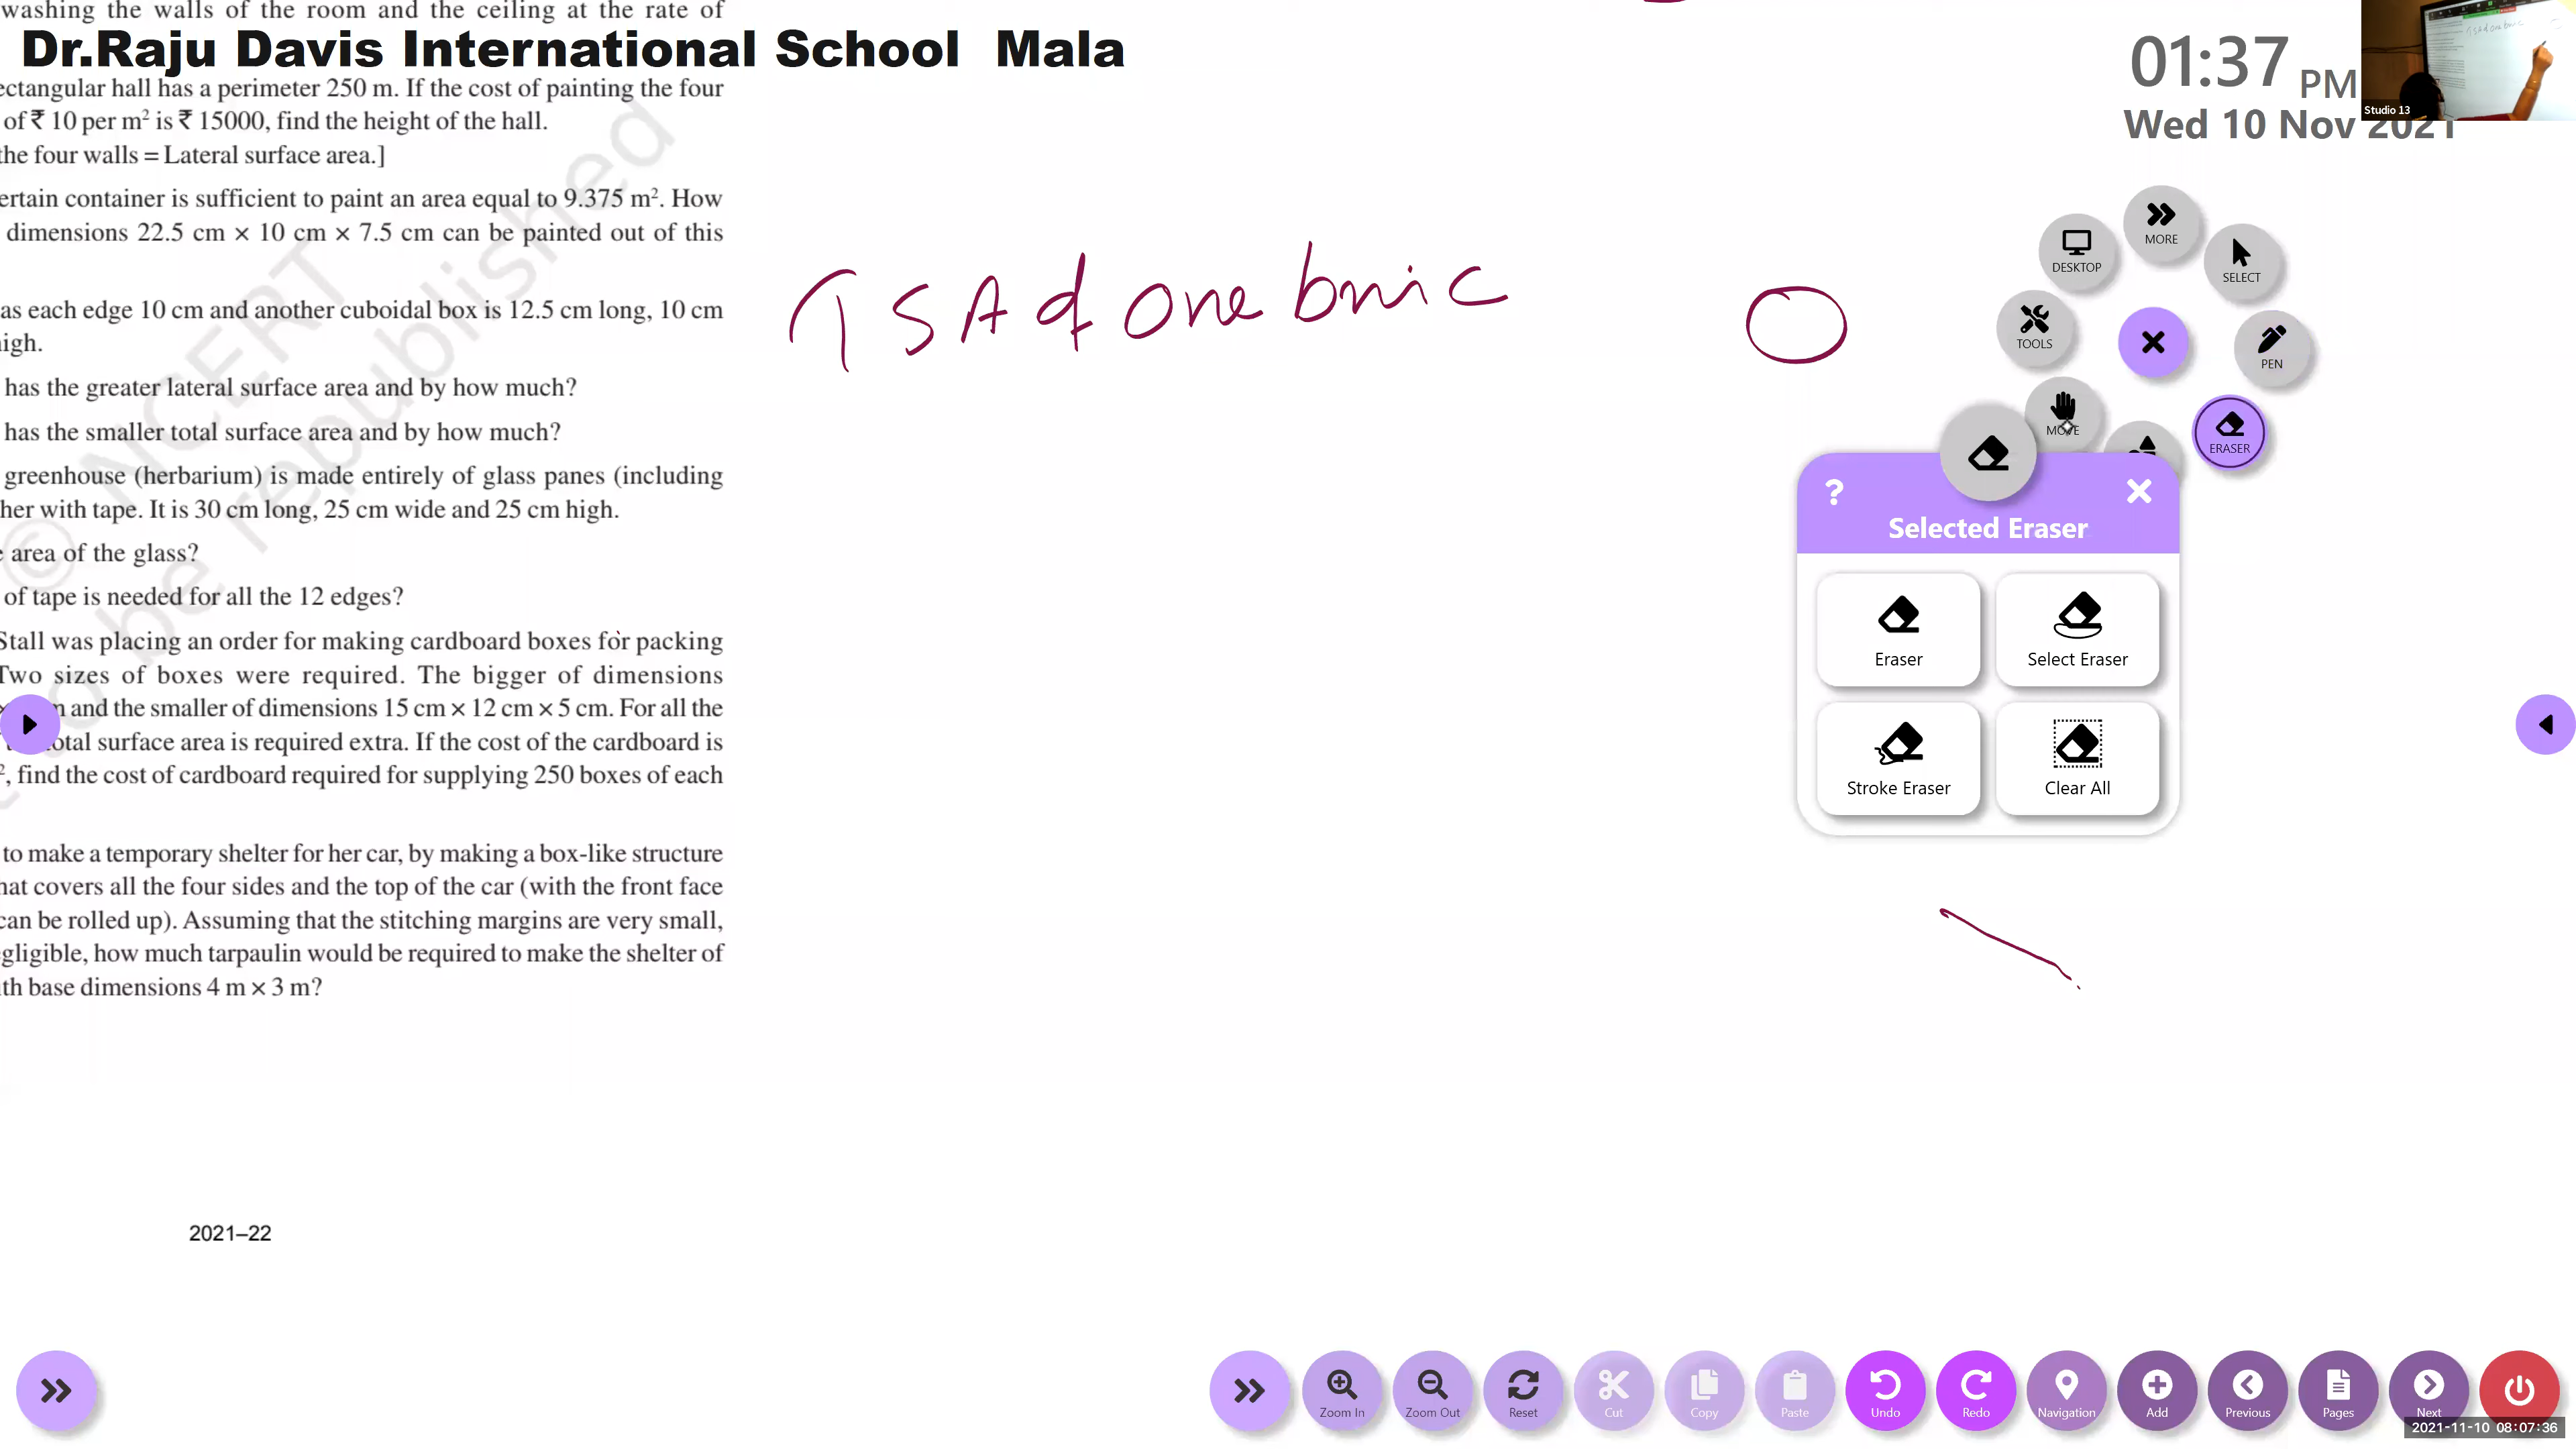 washing the walls of the room and the ceiling at the rate of
Dr.Raju Davis International School Mala
ectangular hall has a perimeter 250 m. If the cost of painting the four
of ₹ 10 per m² is ₹ 15000, find the height of the hall.
the four walls = Lateral surface area.]
ertain container is sufficient to paint an area equal to 9.375 m². How
dimensions 22.5 cm × 10 cm × 7.5 cm can be painted out of this
as each edge 10 cm and another cuboidal box is 12.5 cm long, 10 cm
igh.
has the greater lateral surface area and by how much?
has the smaller total surface area and by how much?
greenhouse (herbarium) is made entirely of glass panes (including
her with tape. It is 30 cm long, 25 cm wide and 25 cm high.
e area of the glass?
of tape is needed for all the 12 edges?
Stall was placing an order for making cardboard boxes for packing
Two sizes of boxes were required. The bigger of dimensions
and the smaller of dimensions 15 cm × 12 cm × 5 cm. For all the
otal surface area is required extra. If the cost of the cardboard is
², find the cost of cardboard required for supplying 250 boxes of each
to make a temporary shelter for her car, by making a box-like structure
hat covers all the four sides and the top of the car (with the front face
can be rolled up). Assuming that the stitching margins are very small,
gligible, how much tarpaulin would be required to make the shelter of
ith base dimensions 4 m × 3 m?
© NCERT
be republished
2021–22
TSA of one bric
01:37 PM
Wed 10 Nov 2021
Studio 13
MORE
DESKTOP
SELECT
TOOLS
PEN
MOVE
ERASER
?
Selected Eraser
Eraser
Select Eraser
Stroke Eraser
Clear All
Zoom In
Zoom Out
Reset
Cut
Copy
Paste
Undo
Redo
Navigation
Add
Previous
Pages
Next
2021-11-10 08:07:36